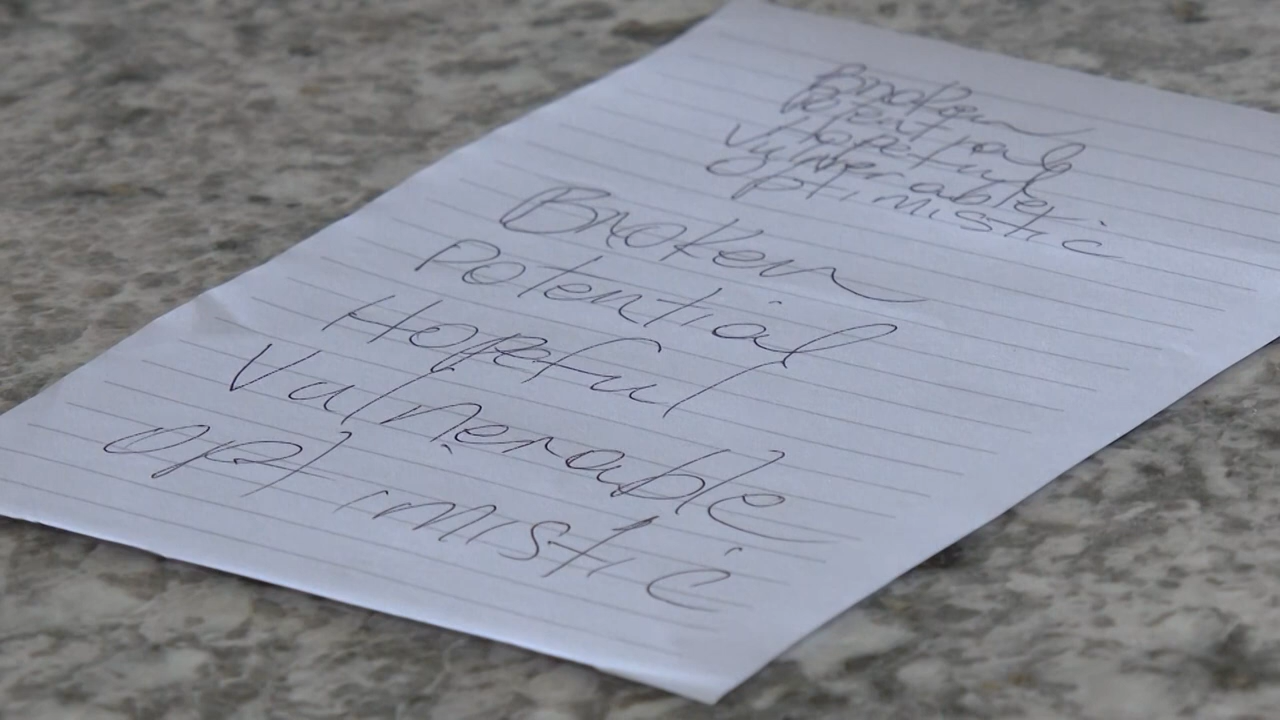 Broken
Potential
Hopeful
Vulnerable
optimistic
Broken
Potential
Hopeful
Vulnerable
optimistic